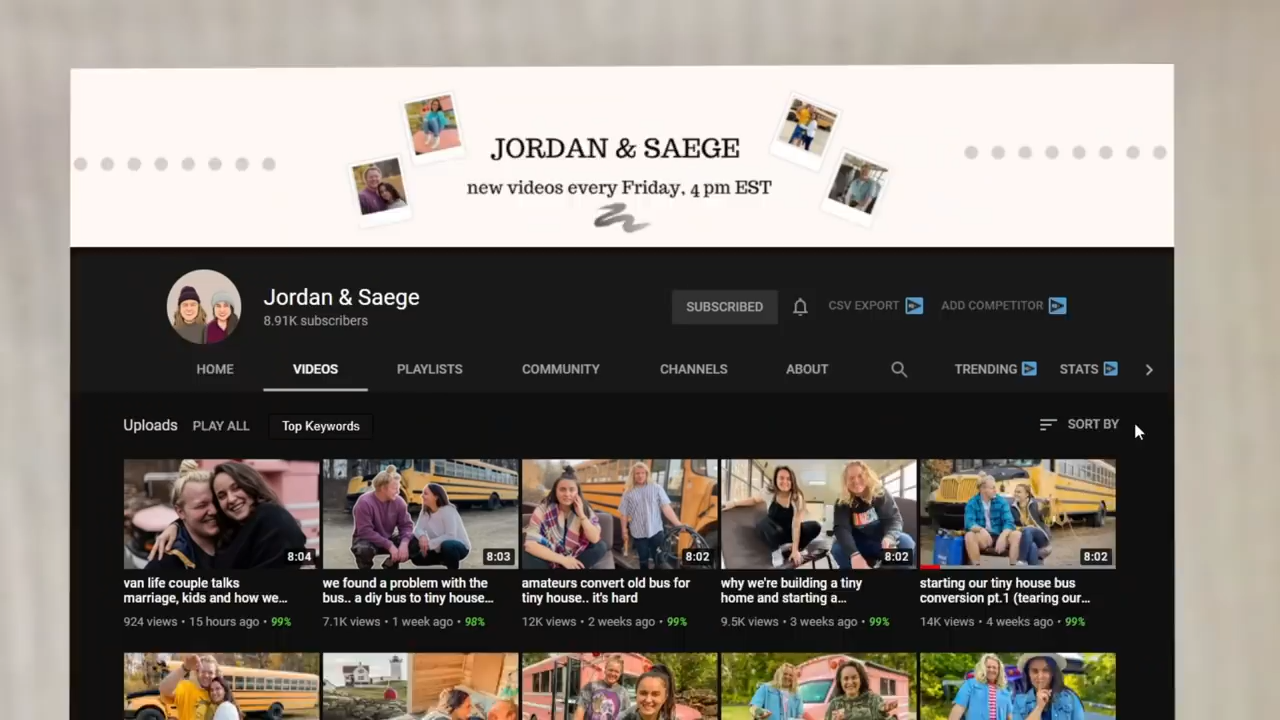 JORDAN & SAEGE
new videos every Friday, 4 pm EST
Jordan & Saege
8.91K subscribers
SUBSCRIBED
CSV EXPORT
ADD COMPETITOR
HOME
VIDEOS
PLAYLISTS
COMMUNITY
CHANNELS
ABOUT
TRENDING
STATS
Uploads
PLAY ALL
Top Keywords
SORT BY
8:04
8:03
8:02
8:02
8:02
van life couple talks
marriage, kids and how we...
924 views • 15 hours ago • 99%
we found a problem with the
bus.. a diy bus to tiny house...
7.1K views • 1 week ago • 98%
amateurs convert old bus for
tiny house.. it's hard
12K views • 2 weeks ago • 99%
why we're building a tiny
home and starting a...
9.5K views • 3 weeks ago • 99%
starting our tiny house bus
conversion pt.1 (tearing our...
14K views • 4 weeks ago • 99%